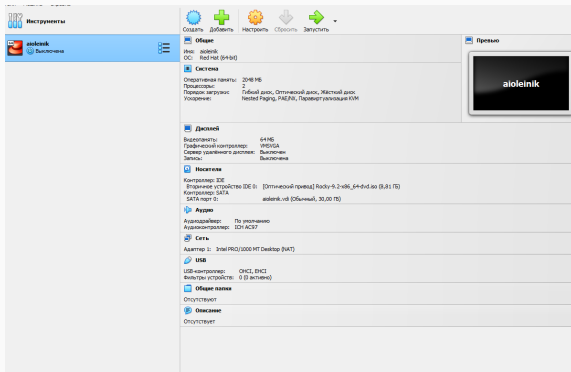 Инструменты
aioleinik
Выключена
Создать Добавить Настроить Сбросить Запустить
Общие
Имя: aioleinik
ОС: Red Hat (64-bit)
Система
Оперативная память: 2048 МБ
Процессоры: 2
Порядок загрузки: Гибкий диск, Оптический диск, Жёсткий диск
Ускорение: Nested Paging, PAE/NX, Паравиртуализация KVM
Превью
aioleinik
Дисплей
Видеопамять: 64 МБ
Графический контроллер: VMSVGA
Сервер удалённого дисплея: Выключен
Запись: Выключена
Носители
Контроллер: IDE
Вторичное устройство IDE 0: [Оптический привод] Rocky-9.2-x86_64-dvd.iso (8,81 ГБ)
Контроллер: SATA
SATA порт 0: aioleinik.vdi (Обычный, 30,00 ГБ)
Аудио
Аудиодрайвер: По умолчанию
Аудиоконтроллер: ICH AC97
Сеть
Адаптер 1: Intel PRO/1000 MT Desktop (NAT)
USB
USB-контроллер: OHCI, EHCI
Фильтры устройств: 0 (0 активно)
Общие папки
Отсутствуют
Описание
Отсутствует